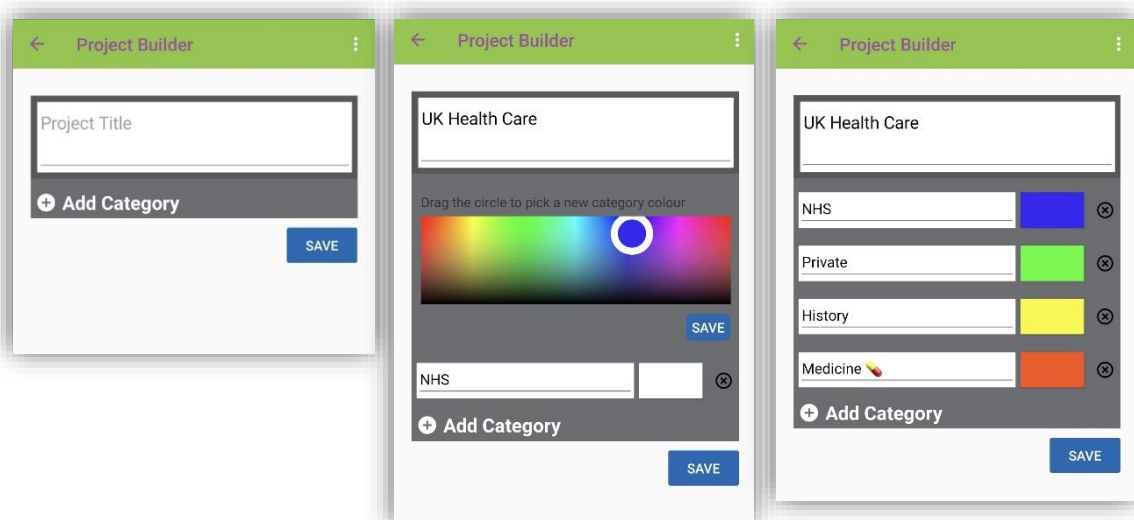 Project Builder
Project Title
Add Category
SAVE
Project Builder
UK Health Care
Drag the circle to pick a new category colour
SAVE
NHS
Add Category
SAVE
Project Builder
UK Health Care
NHS
Private
History
Medicine 💊
Add Category
SAVE